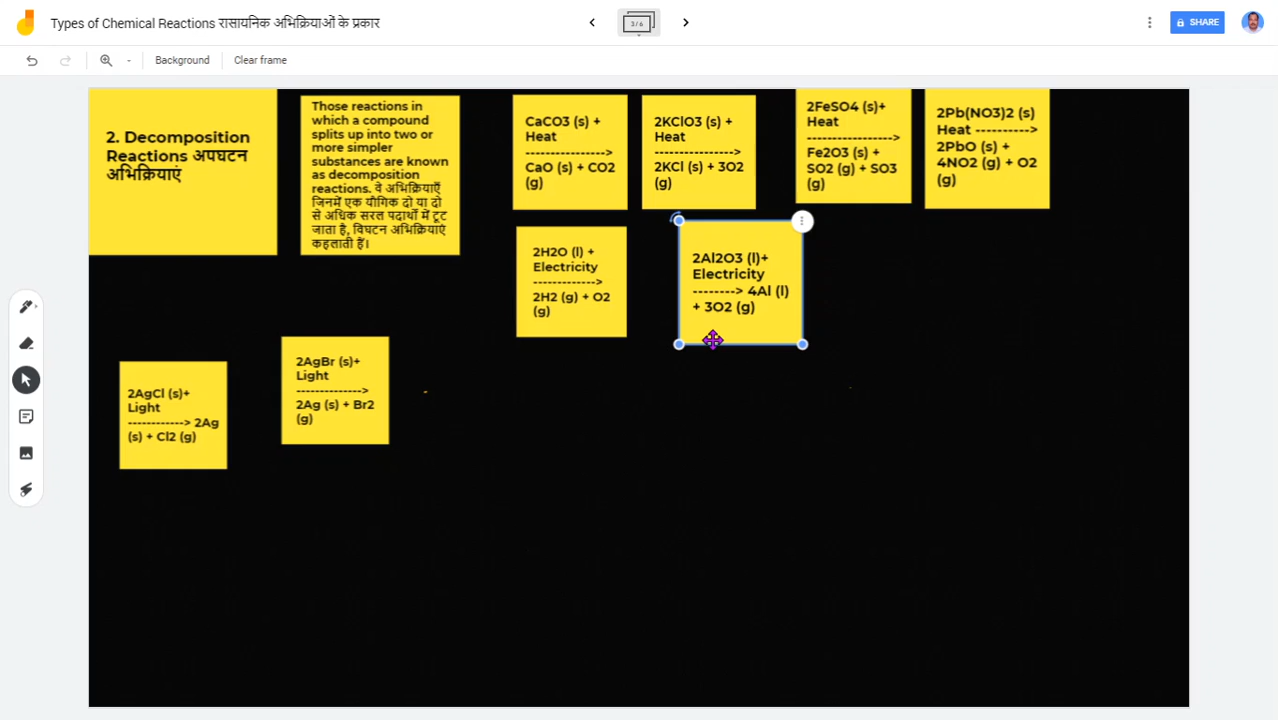 Types of Chemical Reactions रासायनिक अभिक्रियाओं के प्रकार
3/6
SHARE
Background
Clear frame
2. Decomposition
Reactions अपघटन
अभिक्रियाएं
Those reactions in
which a compound
splits up into two or
more simpler
substances are known
as decomposition
reactions. वे अभिक्रियाएँ
जिनमें एक यौगिक दो या दो
से अधिक सरल पदार्थों में टूट
जाता है, विघटन अभिक्रियाएं
कहलाती हैं।
CaCO3 (s) +
Heat
---------------->
CaO (s) + CO2
(g)
2KClO3 (s) +
Heat
---------------->
2KCl (s) + 3O2
(g)
2FeSO4 (s)+
Heat
----------------->
Fe2O3 (s) +
SO2 (g) + SO3
(g)
2Pb(NO3)2 (s)
Heat ---------->
2PbO (s) +
4NO2 (g) + O2
(g)
2H2O (l) +
Electricity
------------->
2H2 (g) + O2
(g)
2Al2O3 (l)+
Electricity
--------> 4Al (l)
+ 3O2 (g)
2AgCl (s)+
Light
------------> 2Ag
(s) + Cl2 (g)
2AgBr (s)+
Light
-------------->
2Ag (s) + Br2
(g)